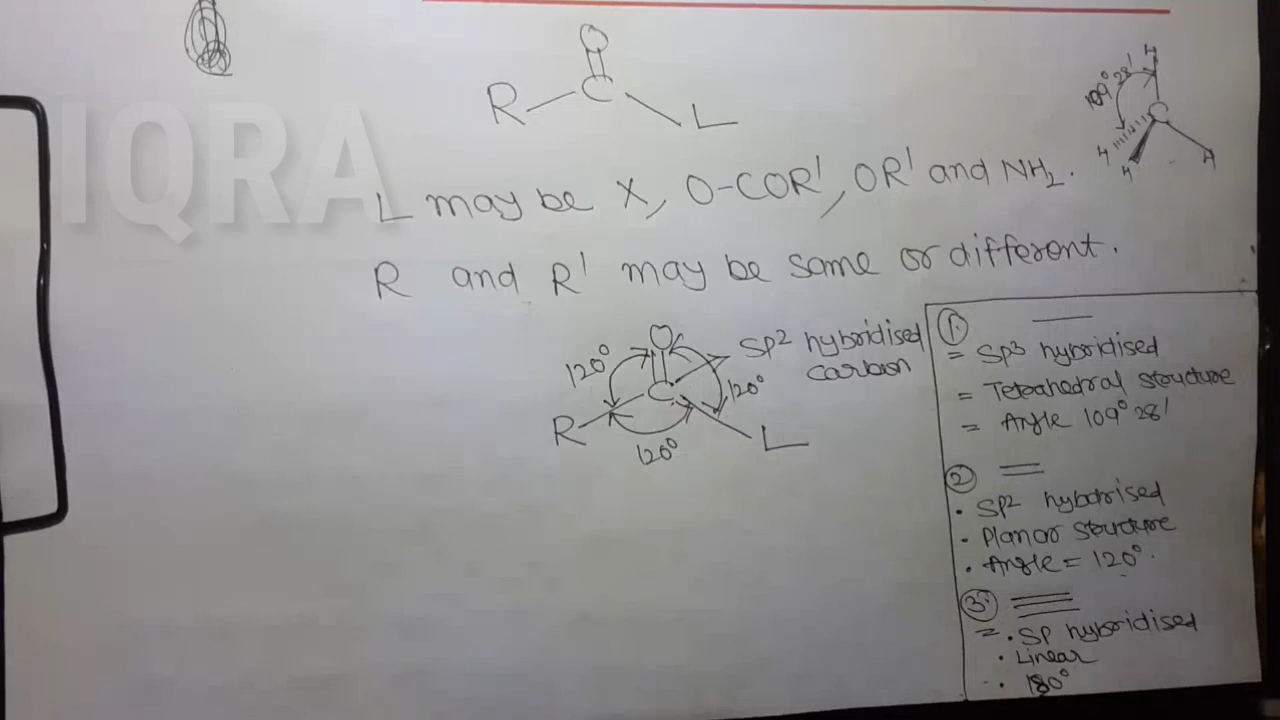 IQRA
O
R C L
L may be X, O-COR', OR' and NH2.
R and R' may be same or different.
H
109°28'
C
H H H
O
120° 120°
R C L
120°
SP2 hybridised
carbon
1.
= SP3 hybridised
= Tetrahedral structure
= Angle 109°28'
2
• SP2 hybdrised
• Planar structure
• Angle = 120°.
3.
= • SP hybridised
• Linear
• 180°